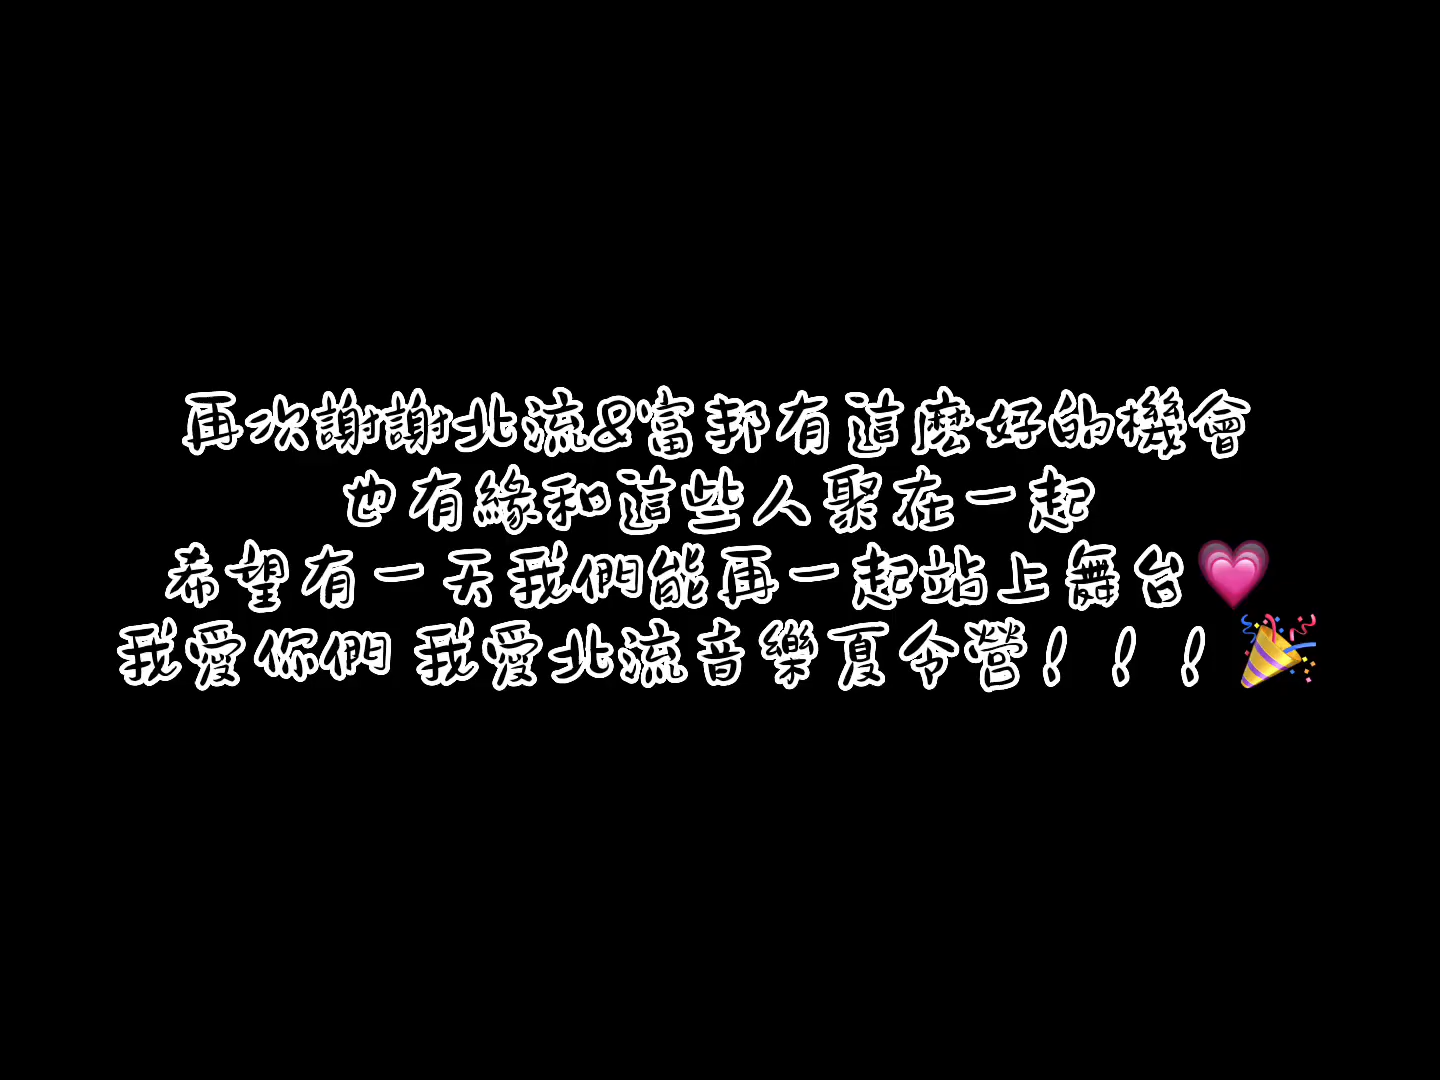 再次謝謝北流&富邦有這麼好的機會
也有緣和這些人聚在一起
希望有一天我們能再一起站上舞台💗
我愛你們 我愛北流音樂夏令營！！！🎉